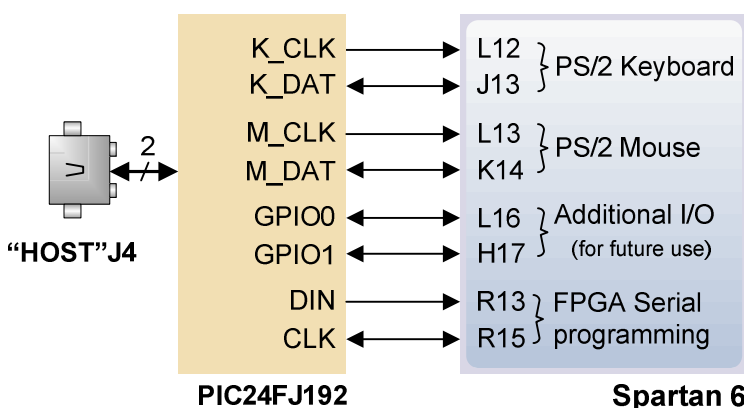 K_CLK L12 PS/2 Keyboard
K_DAT J13
M_CLK L13 PS/2 Mouse
M_DAT K14
2
GPIO0 L16 Additional I/O
GPIO1 H17 (for future use)
"HOST"J4
DIN R13 FPGA Serial
CLK R15 programming
PIC24FJ192 Spartan 6